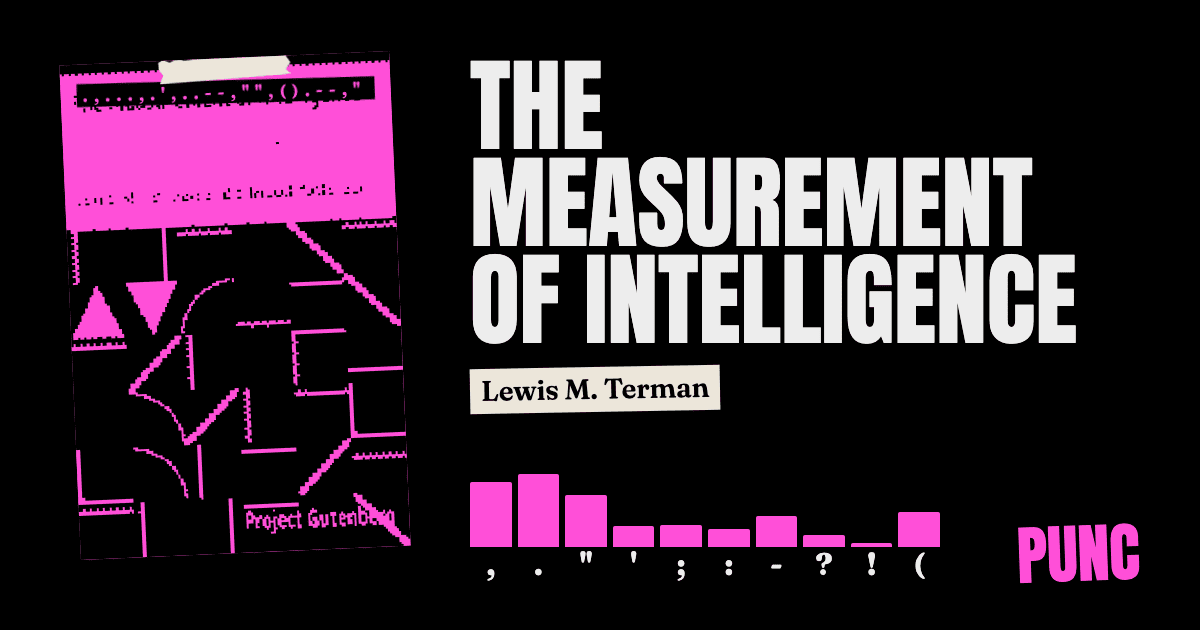 .,..,.'..--,"",().--,"
Project Gutenberg
THE
MEASUREMENT
OF INTELLIGENCE
Lewis M. Terman
, . " ' ; : - ? ! (
PUNC